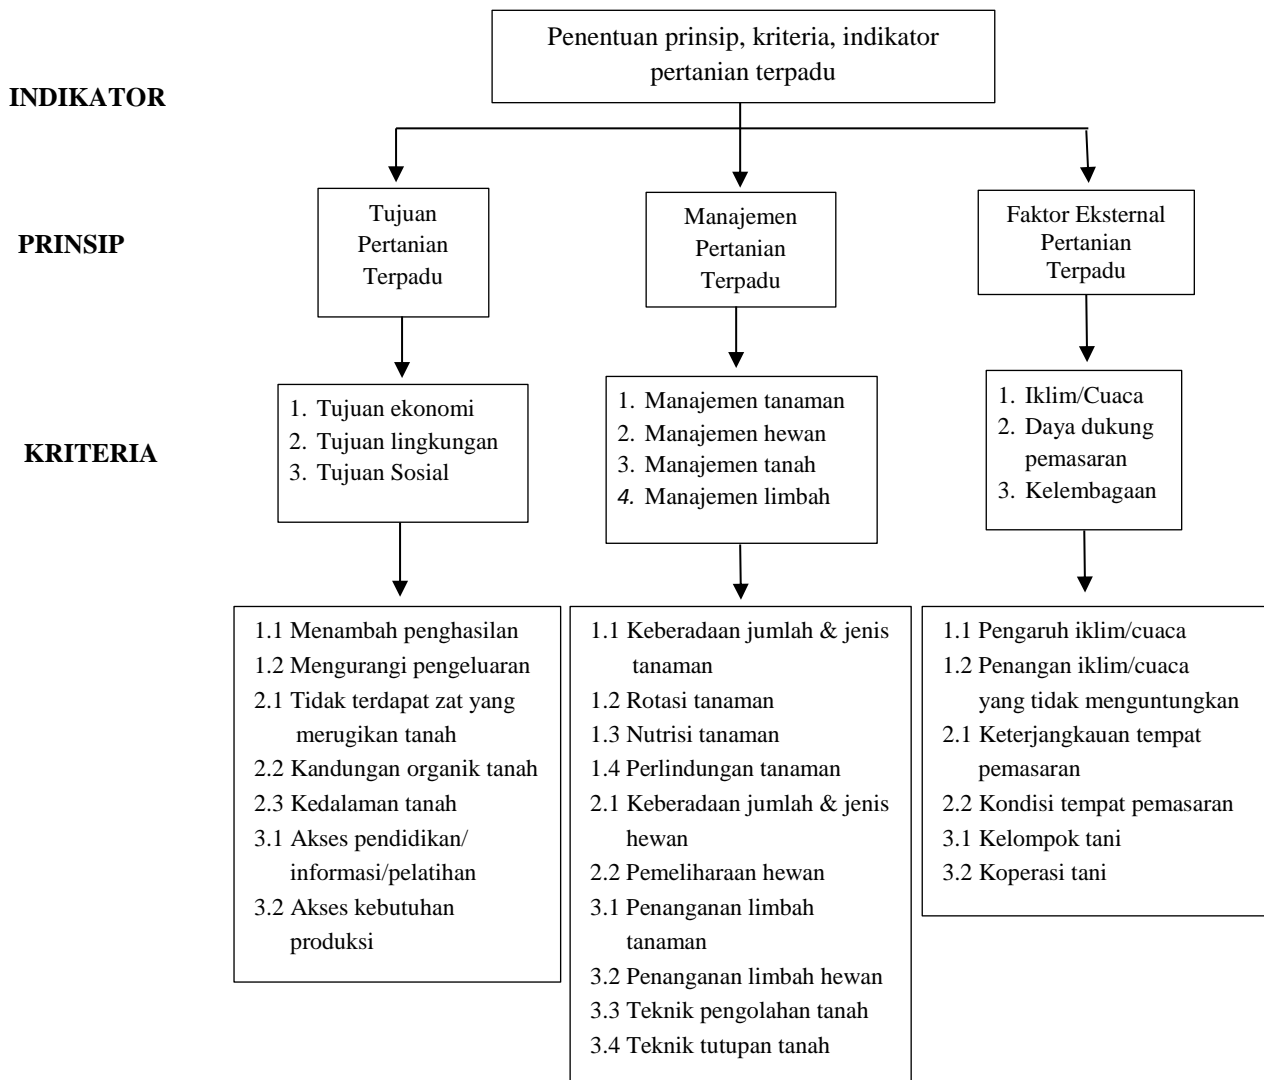 Penentuan prinsip, kriteria, indikator
pertanian terpadu
INDIKATOR
PRINSIP
Tujuan
Pertanian
Terpadu
Manajemen
Pertanian
Terpadu
Faktor Eksternal
Pertanian
Terpadu
KRITERIA
1. Tujuan ekonomi
2. Tujuan lingkungan
3. Tujuan Sosial
1. Manajemen tanaman
2. Manajemen hewan
3. Manajemen tanah
4. Manajemen limbah
1. Iklim/Cuaca
2. Daya dukung
pemasaran
3. Kelembagaan
1.1 Menambah penghasilan
1.2 Mengurangi pengeluaran
2.1 Tidak terdapat zat yang
merugikan tanah
2.2 Kandungan organik tanah
2.3 Kedalaman tanah
3.1 Akses pendidikan/
informasi/pelatihan
3.2 Akses kebutuhan
produksi
1.1 Keberadaan jumlah & jenis
tanaman
1.2 Rotasi tanaman
1.3 Nutrisi tanaman
1.4 Perlindungan tanaman
2.1 Keberadaan jumlah & jenis
hewan
2.2 Pemeliharaan hewan
3.1 Penanganan limbah
tanaman
3.2 Penanganan limbah hewan
3.3 Teknik pengolahan tanah
3.4 Teknik tutupan tanah
1.1 Pengaruh iklim/cuaca
1.2 Penangan iklim/cuaca
yang tidak menguntungkan
2.1 Keterjangkauan tempat
pemasaran
2.2 Kondisi tempat pemasaran
3.1 Kelompok tani
3.2 Koperasi tani